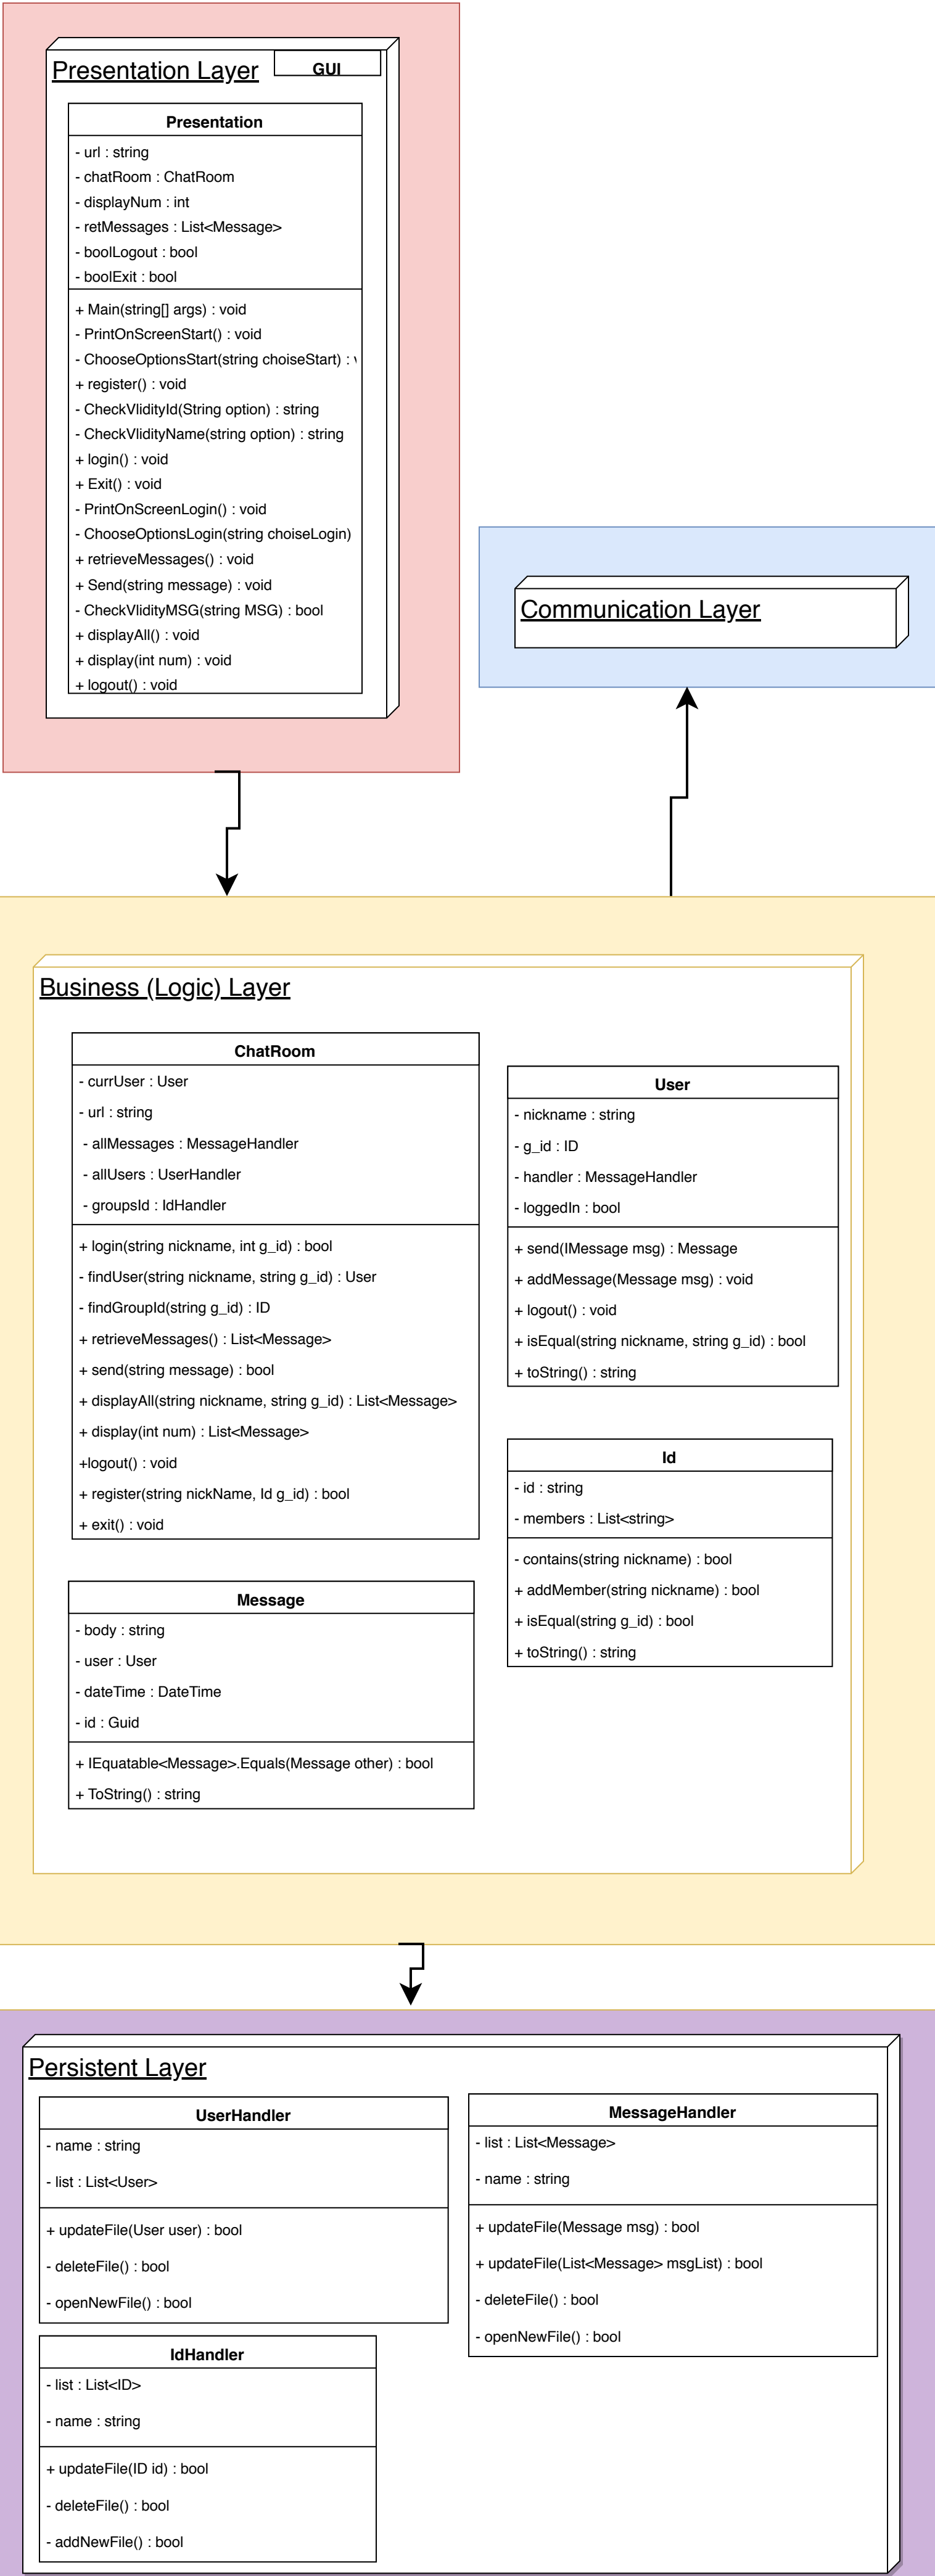 Presentation Layer
GUI
Presentation
- url : string
- chatRoom : ChatRoom
- displayNum : int
- retMessages : List<Message>
- boolLogout : bool
- boolExit : bool
+ Main(string[] args) : void
- PrintOnScreenStart() : void
- ChooseOptionsStart(string choiseStart) :
+ register() : void
- CheckVlidityId(String option) : string
- CheckVlidityName(string option) : string
+ login() : void
+ Exit() : void
- PrintOnScreenLogin() : void
- ChooseOptionsLogin(string choiseLogin)
+ retrieveMessages() : void
+ Send(string message) : void
- CheckVlidityMSG(string MSG) : bool
+ displayAll() : void
+ display(int num) : void
+ logout() : void
Communication Layer
Business (Logic) Layer
ChatRoom
- currUser : User
- url : string
- allMessages : MessageHandler
- allUsers : UserHandler
- groupsId : IdHandler
+ login(string nickname, int g_id) : bool
- findUser(string nickname, string g_id) : User
- findGroupId(string g_id) : ID
+ retrieveMessages() : List<Message>
+ send(string message) : bool
+ displayAll(string nickname, string g_id) : List<Message>
+ display(int num) : List<Message>
+logout() : void
+ register(string nickName, Id g_id) : bool
+ exit() : void
User
- nickname : string
- g_id : ID
- handler : MessageHandler
- loggedIn : bool
+ send(IMessage msg) : Message
+ addMessage(Message msg) : void
+ logout() : void
+ isEqual(string nickname, string g_id) : bool
+ toString() : string
Id
- id : string
- members : List<string>
- contains(string nickname) : bool
+ addMember(string nickname) : bool
+ isEqual(string g_id) : bool
+ toString() : string
Message
- body : string
- user : User
- dateTime : DateTime
- id : Guid
+ IEquatable<Message>.Equals(Message other) : bool
+ ToString() : string
Persistent Layer
UserHandler
- name : string
- list : List<User>
+ updateFile(User user) : bool
- deleteFile() : bool
- openNewFile() : bool
MessageHandler
- list : List<Message>
- name : string
+ updateFile(Message msg) : bool
+ updateFile(List<Message> msgList) : bool
- deleteFile() : bool
- openNewFile() : bool
IdHandler
- list : List<ID>
- name : string
+ updateFile(ID id) : bool
- deleteFile() : bool
- addNewFile() : bool